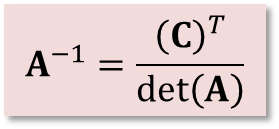 𝐀⁻¹ = (𝐂)ᵀ / det(𝐀)